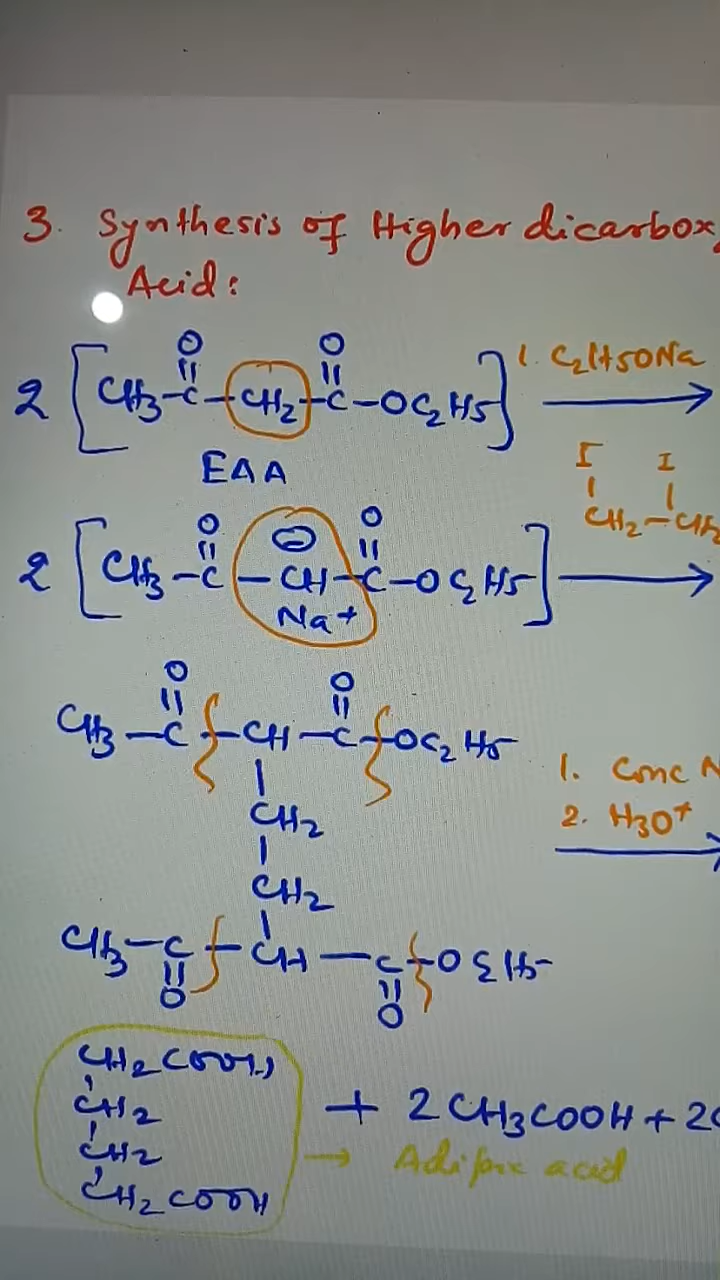 3. Synthesis of Higher dicarbox
Acid:
O O
2 [CH3-C-CH2-C-OC2H5] 1. C2H5ONa
EAA
I I
CH2-CH2
O ⊖ O
2 [CH3-C-CH-C-OC2H5]
Na+
O O
CH3-C-CH-C-OC2H5
1. Conc N
CH2
2. H3O+
CH2
CH3-C-CH-C-OC2H5
O O
CH2COOH
CH2 + 2CH3COOH + 2C
CH2 → Adipic acid
CH2COOH